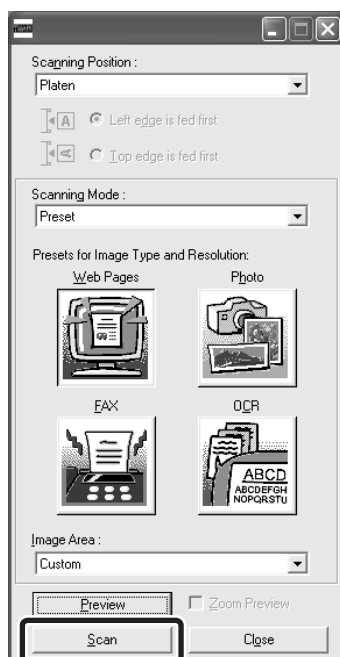 TWAIN
Scanning Position :
Platen
A Left edge is fed first
A Top edge is fed first
Scanning Mode :
Preset
Presets for Image Type and Resolution:
Web Pages Photo
FAX OCR
ABCD
ABCDEFGH
NOPQRSTU
Image Area :
Custom
Preview Zoom Preview
Scan Close